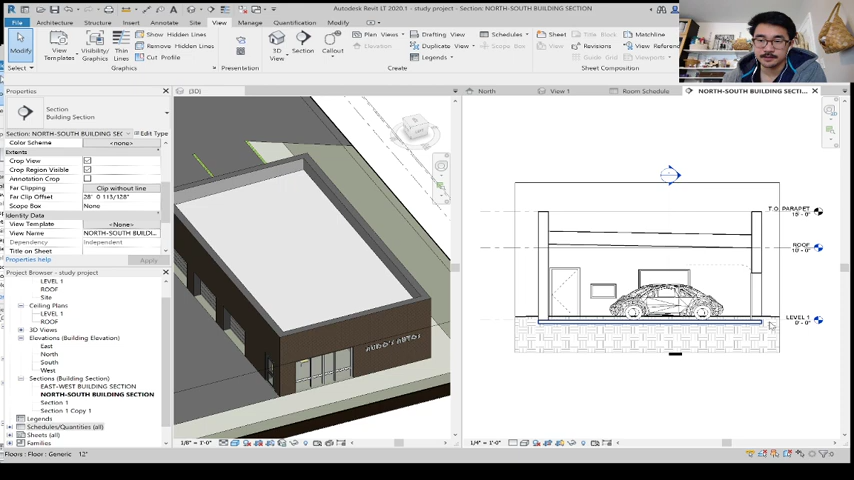 Autodesk Revit LT 2020.1 - study project - Section: NORTH-SOUTH BUILDING SECTION
File Architecture Structure Insert Annotate Site View Manage Quantification Modify
Modify
Select
View Templates
Visibility/ Graphics
Thin Lines
Show Hidden Lines
Remove Hidden Lines
Cut Profile
Graphics
Presentation
3D View
Section
Callout
Plan Views
Elevation
Drafting View
Duplicate View
Legends
Schedules
Scope Box
Create
Sheet
Title Block
Revisions
Guide Grid
Matchline
View Reference
Viewports
Sheet Composition
Properties
Section
Building Section
Section: NORTH-SOUTH BUILDING SEC
Edit Type
Color Scheme <none>
Extents
Crop View
Crop Region Visible
Annotation Crop
Far Clipping Clip without line
Far Clip Offset 28' 0 113/128"
Scope Box None
Identity Data
View Template <None>
View Name NORTH-SOUTH BUILDI...
Dependency Independent
Title on Sheet
Properties help
Apply
Project Browser - study project
LEVEL 1
ROOF
Site
Ceiling Plans
LEVEL 1
ROOF
3D Views
Elevations (Building Elevation)
East
North
South
West
Sections (Building Section)
EAST-WEST BUILDING SECTION
NORTH-SOUTH BUILDING SECTION
Section 1
Section 1 Copy 1
Legends
Schedules/Quantities (all)
Sheets (all)
Families
{3D}
North
View 1
Room Schedule
NORTH-SOUTH BUILDING SECTI...
T.O. PARAPET
15' - 0"
ROOF
10' - 0"
LEVEL 1
0' - 0"
1/8" = 1'-0"
1/4" = 1'-0"
Floors : Floor : Generic 12"